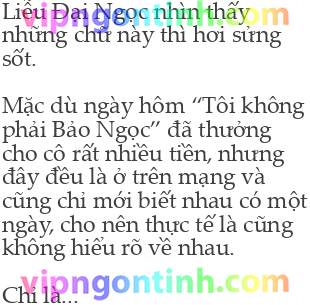 Liễu Đại Ngọc nhìn thấy
vipngontinh.com
những chữ này thì hơi sửng
sốt.
Mặc dù ngày hôm “Tôi không
phải Bảo Ngọc” đã thưởng
cho cô rất nhiều tiền, nhưng
đây đều là ở trên mạng và
cũng chỉ mới biết nhau có một
ngày, cho nên thực tế là cũng
không hiểu rõ về nhau.
vipngontinh.com
Chỉ là...